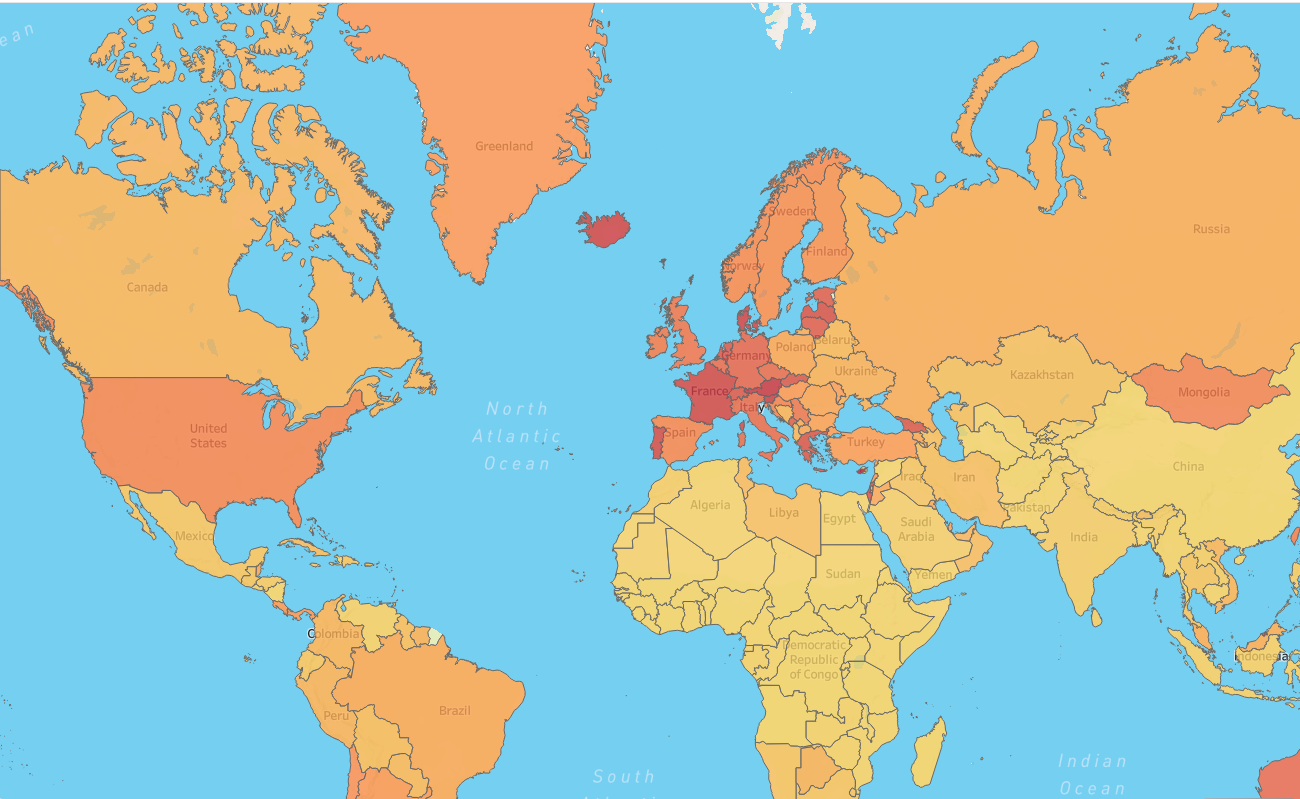 ean
Greenland
Russia
Sweden
Finland
Norway
Canada
Poland
Belarus
Germany
Ukraine
Kazakhstan
France
Mongolia
Italy
North
Atlantic
Ocean
United
States
Spain
Turkey
China
Iraq
Iran
Algeria
Libya
Egypt
Pakistan
Saudi
Arabia
Mexico
India
Sudan
Yemen
Colombia
Democratic
Republic
of Congo
Indonesia
Peru
Brazil
Indian
Ocean
South